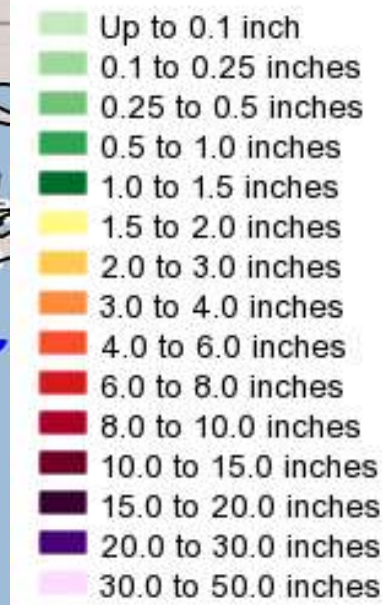 Up to 0.1 inch
0.1 to 0.25 inches
0.25 to 0.5 inches
0.5 to 1.0 inches
1.0 to 1.5 inches
1.5 to 2.0 inches
2.0 to 3.0 inches
3.0 to 4.0 inches
4.0 to 6.0 inches
6.0 to 8.0 inches
8.0 to 10.0 inches
10.0 to 15.0 inches
15.0 to 20.0 inches
20.0 to 30.0 inches
30.0 to 50.0 inches